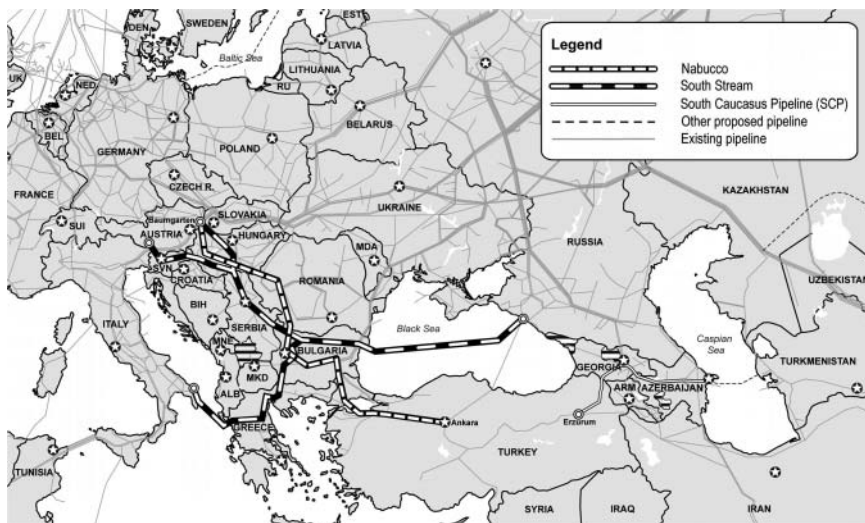 Legend
Nabucco
South Stream
South Caucasus Pipeline (SCP)
Other proposed pipeline
Existing pipeline
DEN
SWEDEN
EST
Baltic Sea
LATVIA
LITHUANIA
RU
UK
NED
BEL
BELARUS
GERMANY
POLAND
CZECH R.
FRANCE
UKRAINE
KAZAKHSTAN
SLOVAKIA
Baumgarten
SUI
AUSTRIA
HUNGARY
MDA
RUSSIA
SVN
CROATIA
ROMANIA
UZBEKISTAN
BIH
ITALY
SERBIA
Black Sea
Caspian
Sea
MNE
BULGARIA
GEORGIA
TURKMENISTAN
MKD
ALB
ARM
AZERBAIJAN
GREECE
Ankara
Erzurum
TURKEY
TUNISIA
SYRIA
IRAQ
IRAN